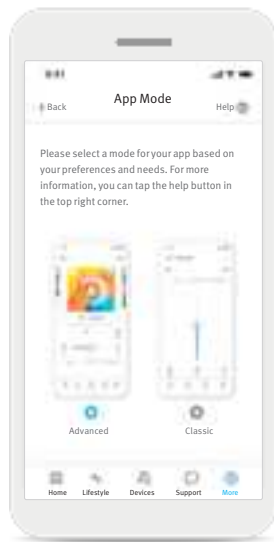 Back
App Mode
Help
Please select a mode for your app based on
your preferences and needs. For more
information, you can tap the help button in
the top right corner.
Advanced
Classic
Home Lifestyle Devices Support More